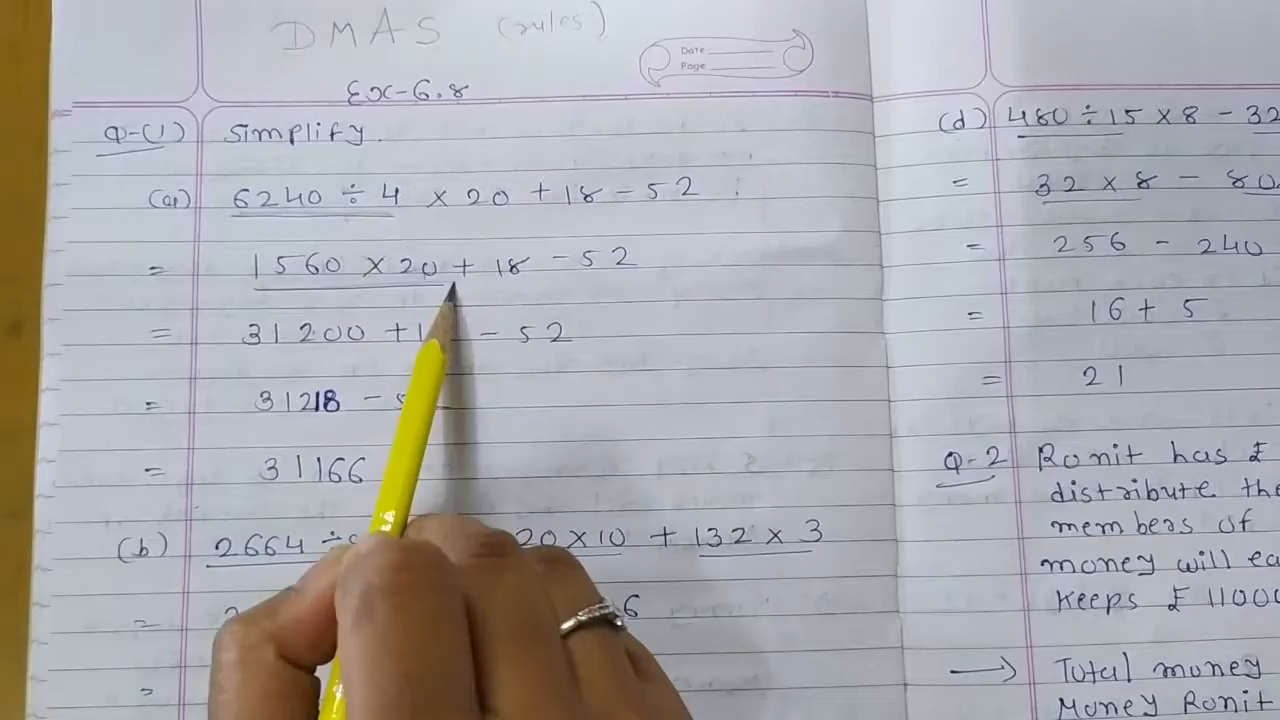 DMAS (rules)
Date
Page
Ex-6.8
Q-(1) Simplify.
(a) 6240 ÷ 4 × 20 + 18 - 52
= 1560 × 20 + 18 - 52
= 31200 + 1 - 52
= 31218 -
= 31166
(b) 2664 ÷ 20 × 10 + 132 × 3
= 6
=
(d) 480 ÷ 15 × 8 - 32
= 32 × 8 - 80
= 256 - 240
= 16 + 5
= 21
Q-2 Ronit has £
distribute the
members of
money will ea
keeps £ 11000
→ Total money
Money Ronit